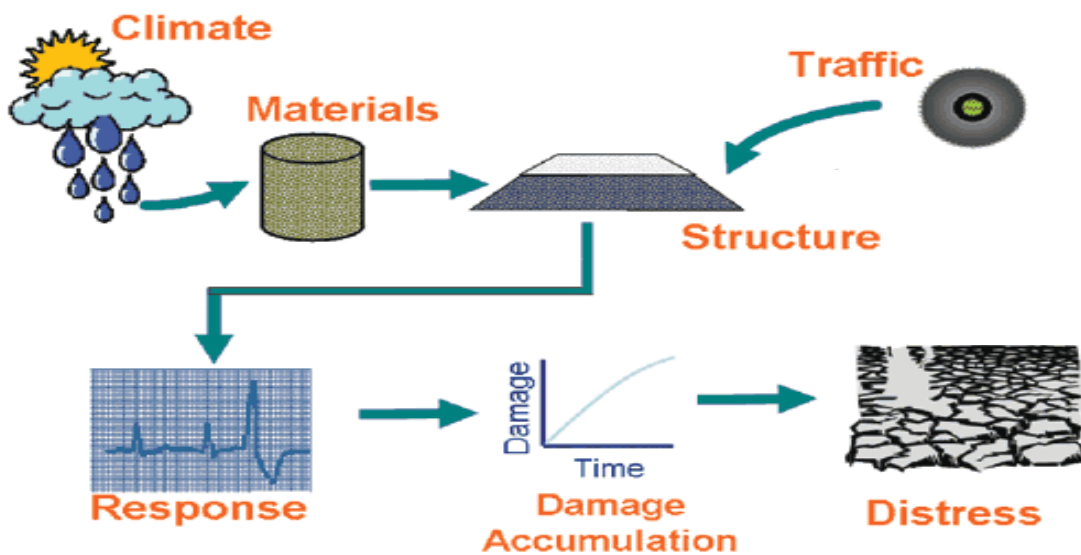 Climate
Traffic
Materials
Structure
Damage
Time
Response
Damage
Accumulation
Distress